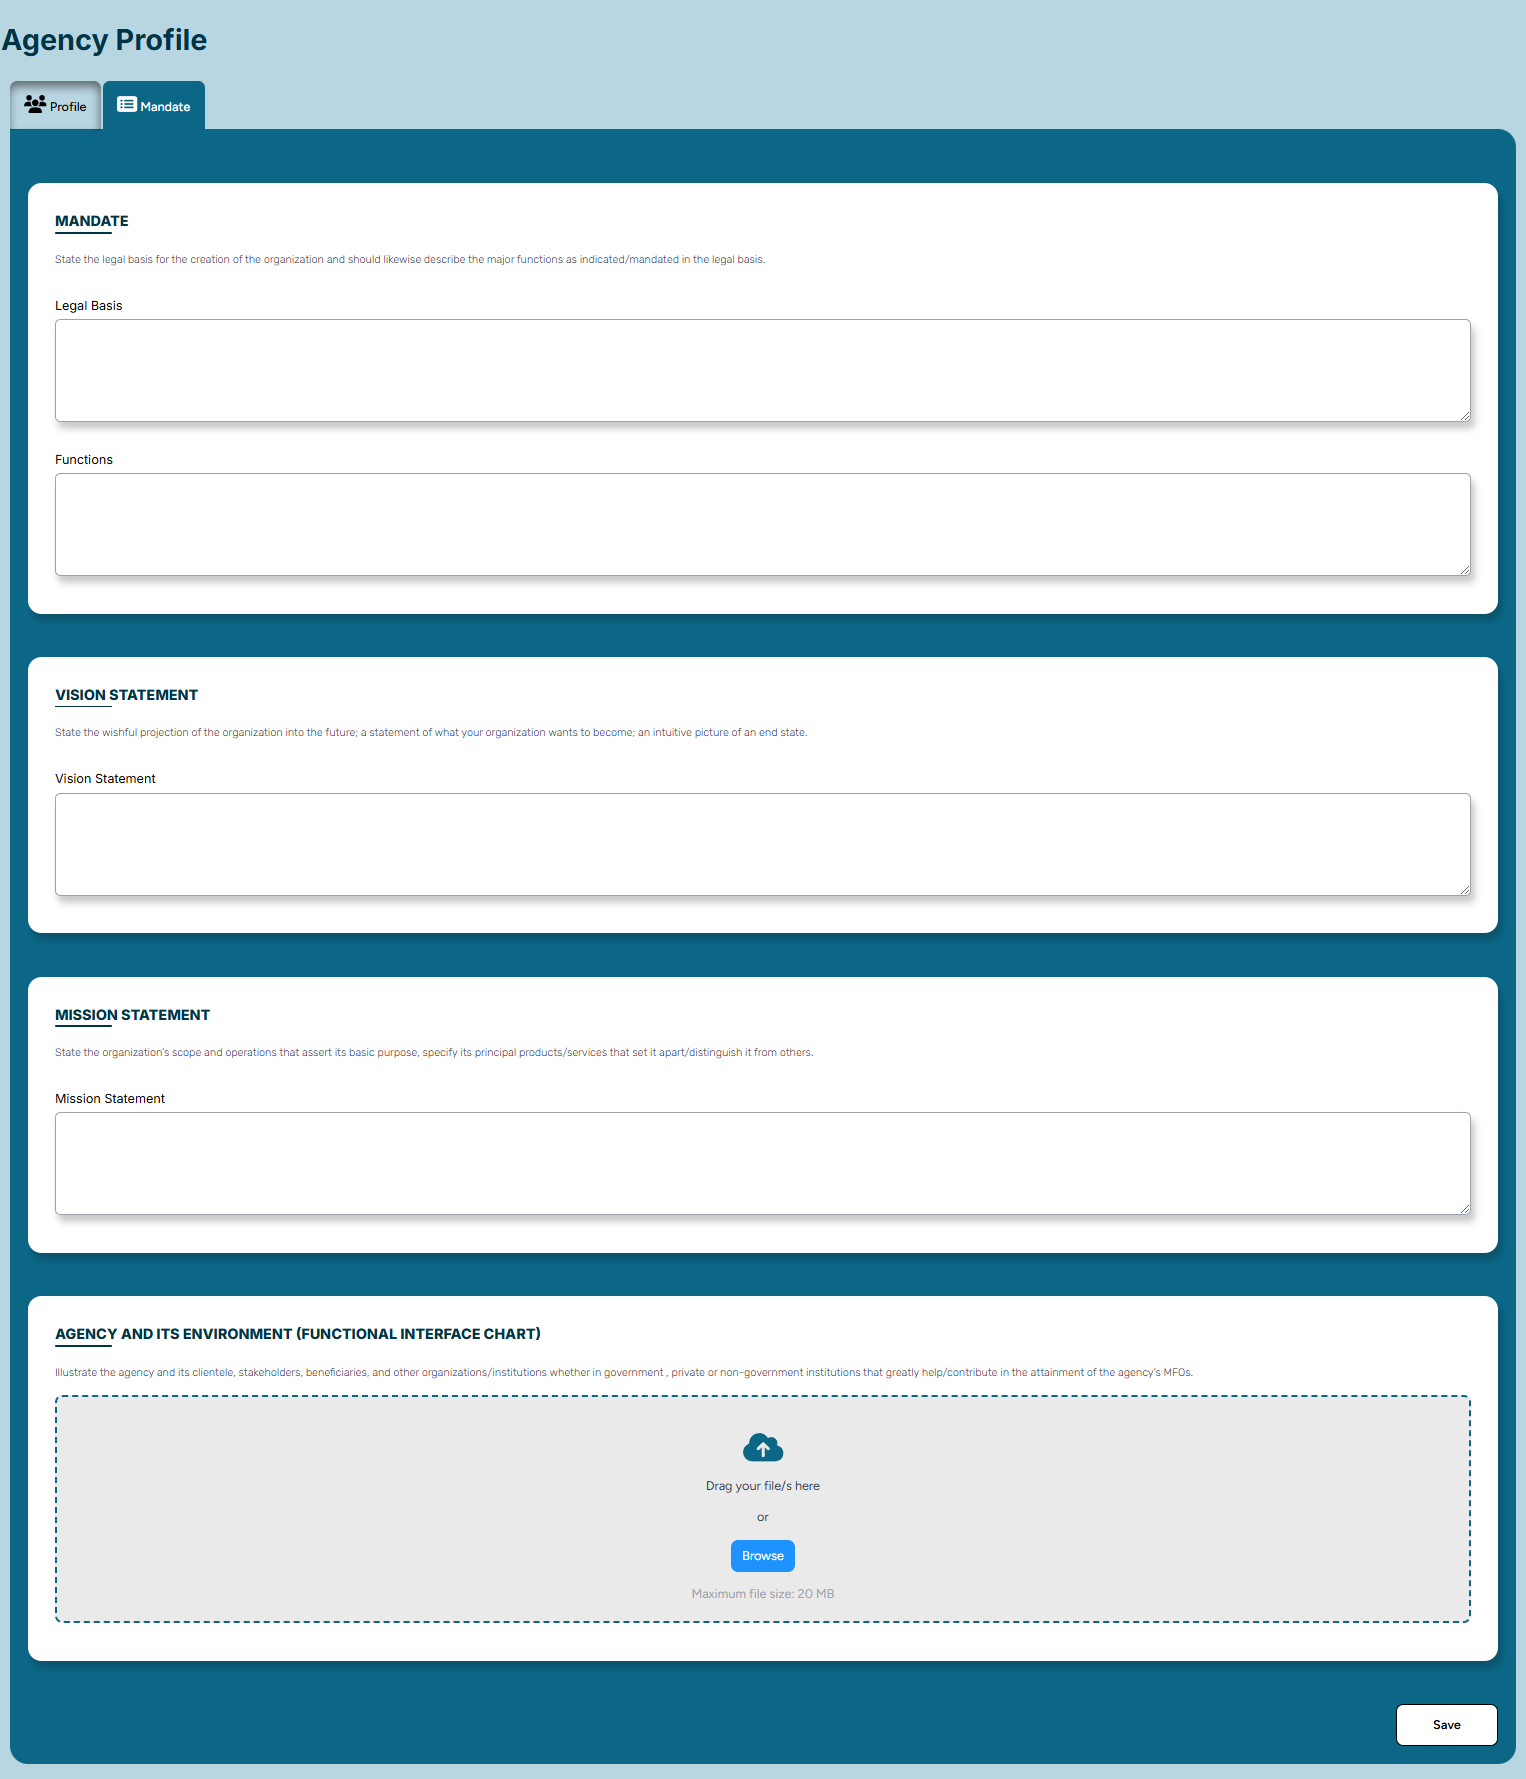 Agency Profile
Profile
Mandate
MANDATE
State the legal basis for the creation of the organization and should likewise describe the major functions as indicated/mandated in the legal basis.
Legal Basis
Functions
VISION STATEMENT
State the wishful projection of the organization into the future; a statement of what your organization wants to become; an intuitive picture of an end state.
Vision Statement
MISSION STATEMENT
State the organization's scope and operations that assert its basic purpose, specify its principal products/services that set it apart/distinguish it from others.
Mission Statement
AGENCY AND ITS ENVIRONMENT (FUNCTIONAL INTERFACE CHART)
Illustrate the agency and its clientele, stakeholders, beneficiaries, and other organizations/institutions whether in government , private or non-government institutions that greatly help/contribute in the attainment of the agency's MFOs.
Drag your file/s here
or
Browse
Maximum file size: 20 MB
Save